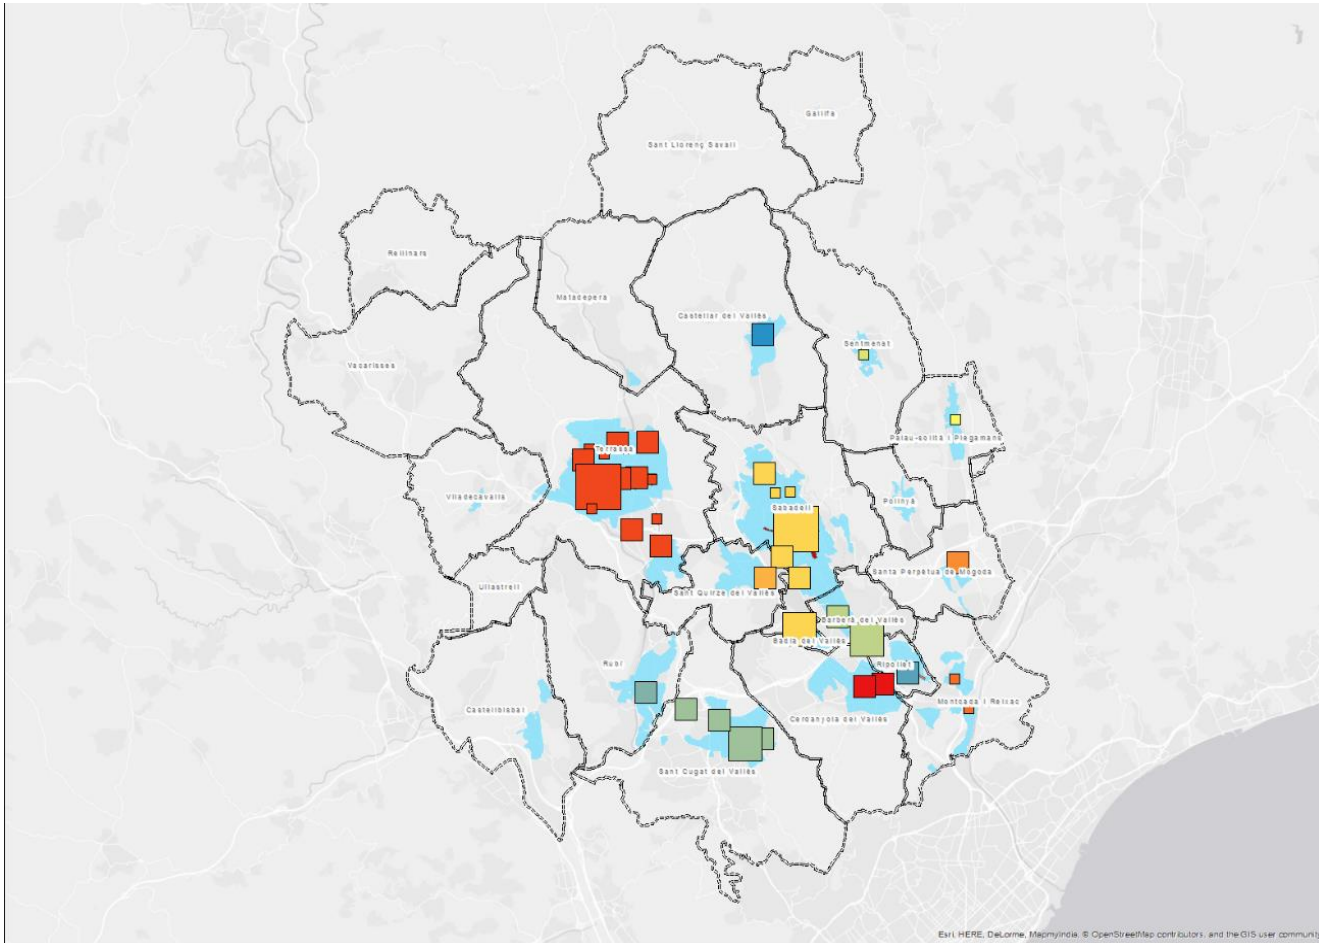 Gallifa
Sant Llorenç Savall
Rellinars
Matadepera
Castellar del Vallès
Sentmenat
Vacarisses
Palau-solità i Plegamans
Terrassa
Viladecavalls
Polinyà
Sabadell
Santa Perpètua de Mogoda
Ullastrell
Sant Quirze del Vallès
Barberà del Vallès
Badia del Vallès
Rubí
Ripollet
Castellbisbal
Montcada i Reixac
Cerdanyola del Vallès
Sant Cugat del Vallès
Esri, HERE, DeLorme, MapmyIndia, © OpenStreetMap contributors, and the GIS user community